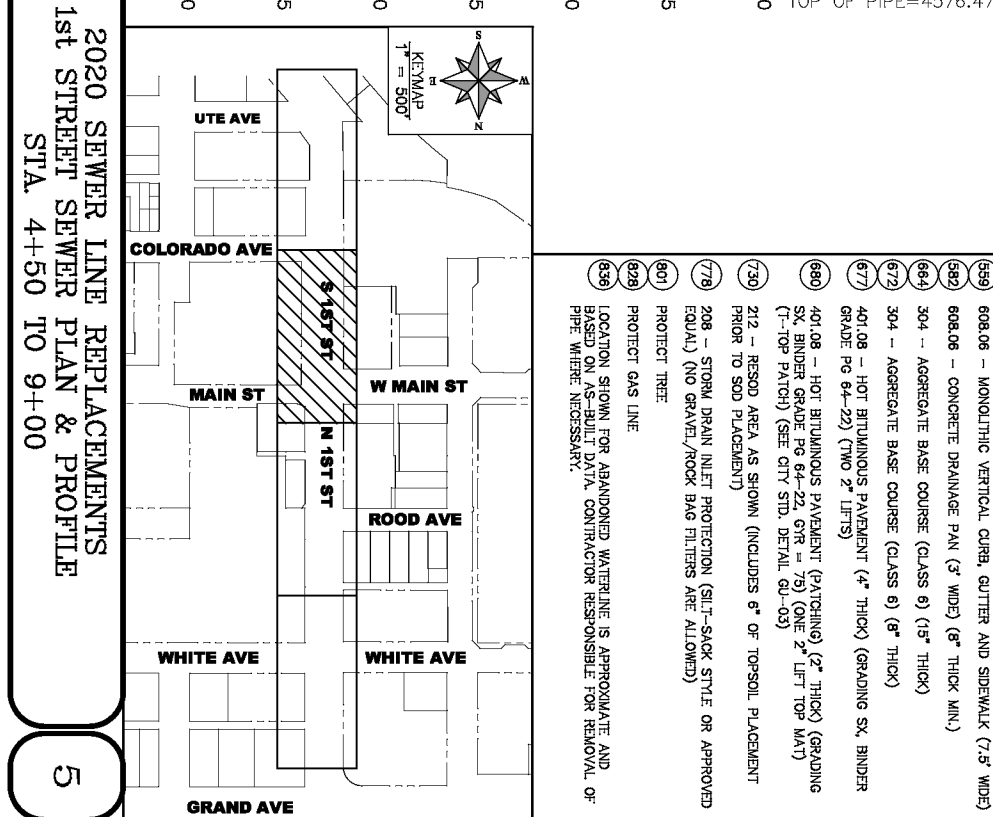 TOP OF PIPE=4576.47
0
5
0
5
0
5
0
559 608.06 – MONOLITHIC VERTICAL CURB, GUTTER AND SIDEWALK (7.5' WIDE)
582 608.06 – CONCRETE DRAINAGE PAN (3' WIDE) (8" THICK MIN.)
664 304 – AGGREGATE BASE COURSE (CLASS 6) (15" THICK)
672 304 – AGGREGATE BASE COURSE (CLASS 6) (8" THICK)
677 401.08 – HOT BITUMINOUS PAVEMENT (4" THICK) (GRADING SX, BINDER
GRADE PG 64–22) (TWO 2" LIFTS)
680 401.08 – HOT BITUMINOUS PAVEMENT (PATCHING) (2" THICK) (GRADING
SX, BINDER GRADE PG 64–22, GYR = 75) (ONE 2" LIFT TOP MAT)
(T–TOP PATCH) (SEE CITY STD. DETAIL GU–03)
730 212 – RESOD AREA AS SHOWN (INCLUDES 6" OF TOPSOIL PLACEMENT
PRIOR TO SOD PLACEMENT)
778 208 – STORM DRAIN INLET PROTECTION (SILT–SACK STYLE OR APPROVED
EQUAL) (NO GRAVEL/ROCK BAG FILTERS ARE ALLOWED)
801 PROTECT TREE
828 PROTECT GAS LINE
836 LOCATION SHOWN FOR ABANDONED WATERLINE IS APPROXIMATE AND
BASED ON AS–BUILT DATA. CONTRACTOR RESPONSIBLE FOR REMOVAL OF
PIPE WHERE NECESSARY.
S
W
E
N
KEYMAP
1" = 500'
UTE AVE
COLORADO AVE
S 1ST ST
MAIN ST
W MAIN ST
N 1ST ST
ROOD AVE
WHITE AVE
WHITE AVE
GRAND AVE
2020 SEWER LINE REPLACEMENTS
1st STREET SEWER PLAN & PROFILE
STA. 4+50 TO 9+00
5